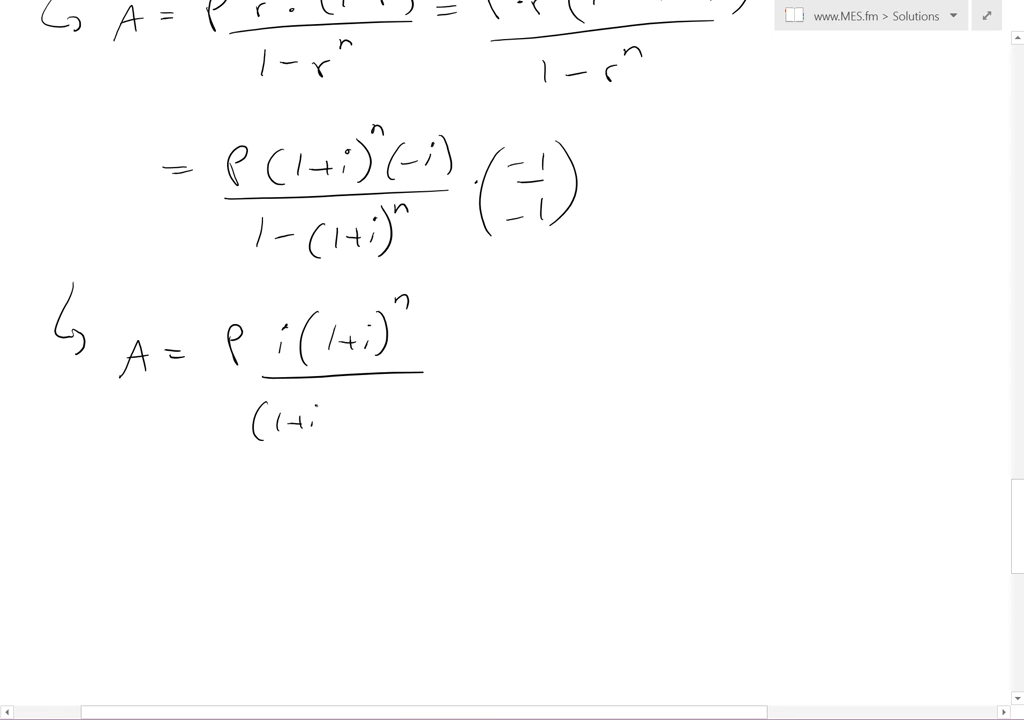 www.MES.fm > Solutions
A =
1 - r^n
1 - r^n
= P(1+i)^n(-i) / 1-(1+i)^n · (-1/-1)
A = P i(1+i)^n / (1+i